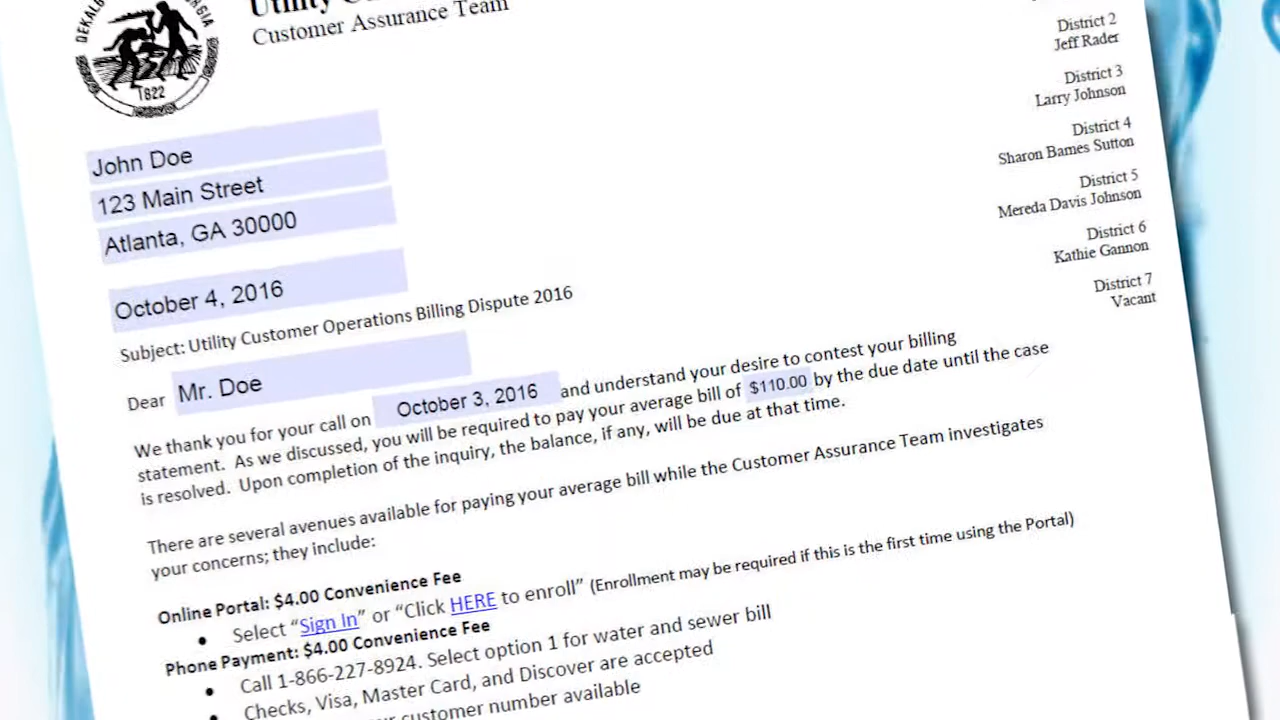 DEKALB
GIA
1822
Customer Assurance Team
District 2
Jeff Rader
District 3
Larry Johnson
District 4
Sharon Barnes Sutton
District 5
Mereda Davis Johnson
District 6
Kathie Gannon
District 7
Vacant
John Doe
123 Main Street
Atlanta, GA 30000
October 4, 2016
Subject: Utility Customer Operations Billing Dispute 2016
Dear Mr. Doe
We thank you for your call on October 3, 2016 and understand your desire to contest your billing
statement. As we discussed, you will be required to pay your average bill of $110.00 by the due date until the case
is resolved. Upon completion of the inquiry, the balance, if any, will be due at that time.
There are several avenues available for paying your average bill while the Customer Assurance Team investigates
your concerns; they include:
Online Portal: $4.00 Convenience Fee
• Select “Sign In” or “Click HERE to enroll” (Enrollment may be required if this is the first time using the Portal)
Phone Payment: $4.00 Convenience Fee
• Call 1-866-227-8924. Select option 1 for water and sewer bill
• Checks, Visa, Master Card, and Discover are accepted
customer number available